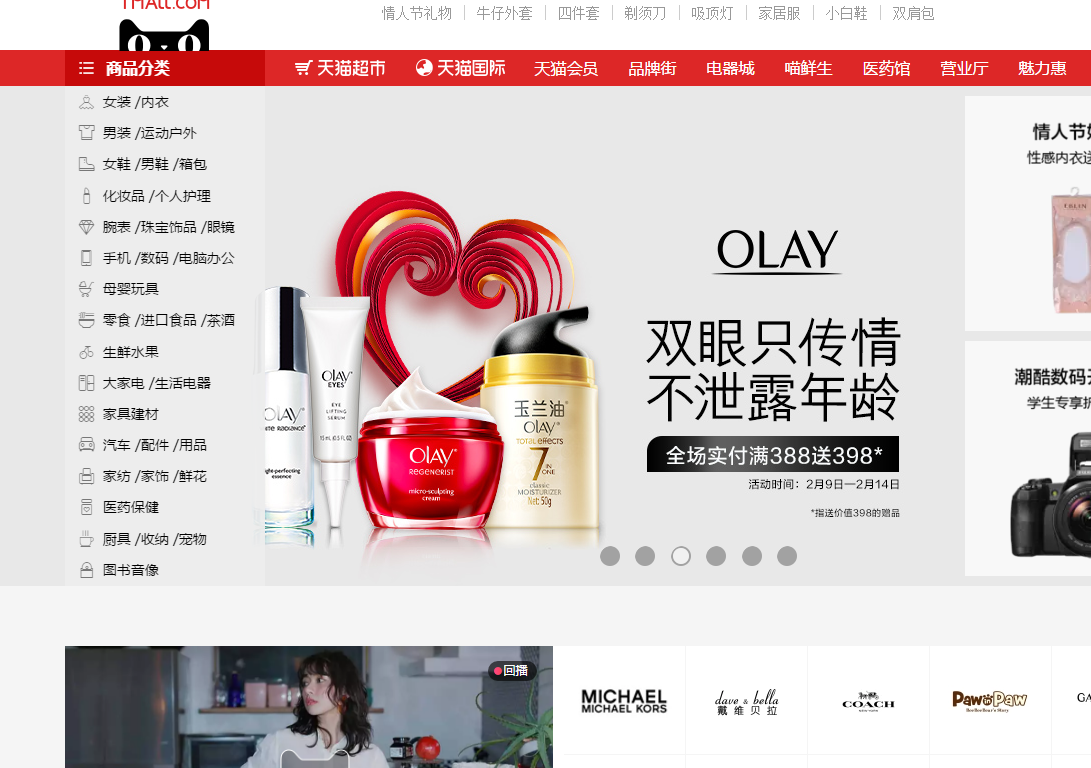 TMALL.COM
情人节礼物 牛仔外套 四件套 剃须刀 吸顶灯 家居服 小白鞋 双肩包
商品分类 天猫超市 天猫国际 天猫会员 品牌街 电器城 喵鲜生 医药馆 营业厅 魅力惠
女装 /内衣
男装 /运动户外
女鞋 /男鞋 /箱包
化妆品 /个人护理
腕表 /珠宝饰品 /眼镜
手机 /数码 /电脑办公
母婴玩具
零食 /进口食品 /茶酒
生鲜水果
大家电 /生活电器
家具建材
汽车 /配件 /用品
家纺 /家饰 /鲜花
医药保健
厨具 /收纳 /宠物
图书音像
OLAY
双眼只传情
不泄露年龄
全场实付满388送398*
活动时间：2月9日—2月14日
*指送价值398的赠品
OLAY
EYES
EYE
LIFTING
SERUM
OLAY
REGENERIST
micro-sculpting
cream
玉兰油
OLAY
TOTAL effects
7 IN ONE
classic
MOISTURIZER
Net: 50g
情人节
性感内衣
潮酷数码
学生专享
回播
MICHAEL
MICHAEL KORS
dave & bella
戴维贝拉
COACH
NEW YORK
PawinPaw